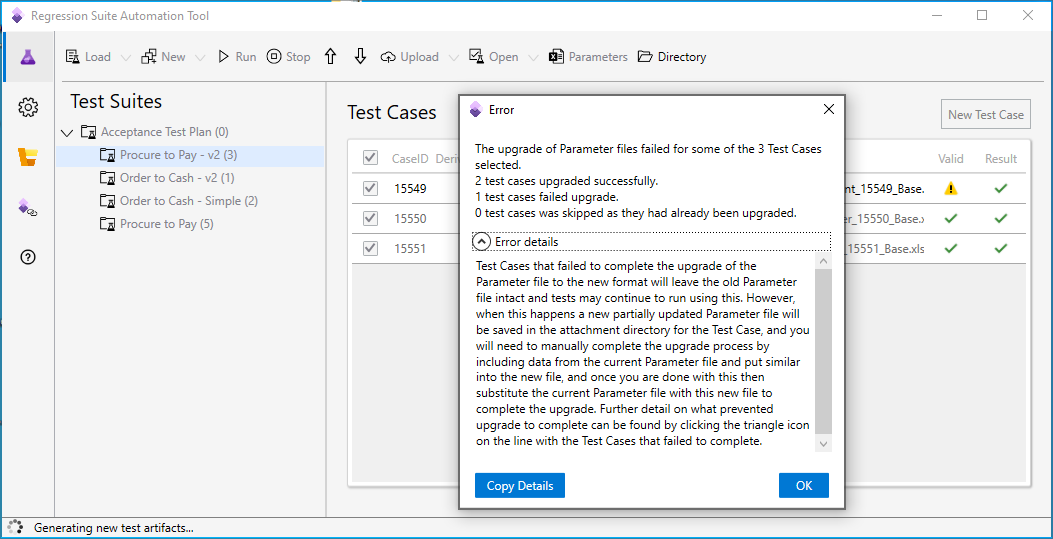 Regression Suite Automation Tool
Load New Run Stop Upload Open Parameters Directory
Test Suites
Acceptance Test Plan (0)
Procure to Pay - v2 (3)
Order to Cash - v2 (1)
Order to Cash - Simple (2)
Procure to Pay (5)
Test Cases
New Test Case
CaseID Deri Valid Result
15549 nt_15549_Base.
15550 er_15550_Base.x
15551 _15551_Base.xls
Error
The upgrade of Parameter files failed for some of the 3 Test Cases
selected.
2 test cases upgraded successfully.
1 test cases failed upgrade.
0 test cases was skipped as they had already been upgraded.
Error details
Test Cases that failed to complete the upgrade of the
Parameter file to the new format will leave the old Parameter
file intact and tests may continue to run using this. However,
when this happens a new partially updated Parameter file will
be saved in the attachment directory for the Test Case, and you
will need to manually complete the upgrade process by
including data from the current Parameter file and put similar
into the new file, and once you are done with this then
substitute the current Parameter file with this new file to
complete the upgrade. Further detail on what prevented
upgrade to complete can be found by clicking the triangle icon
on the line with the Test Cases that failed to complete.
Copy Details
OK
Generating new test artifacts...